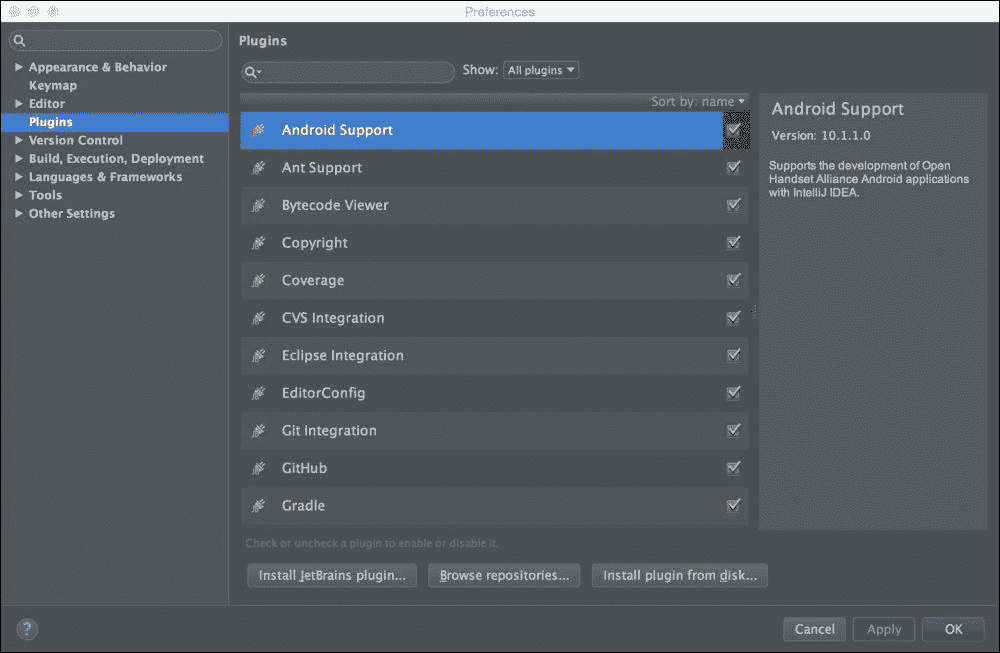 Preferences
Appearance & Behavior
Keymap
Editor
Plugins
Version Control
Build, Execution, Deployment
Languages & Frameworks
Tools
Other Settings
Plugins
Show: All plugins
Sort by: name
Android Support
Ant Support
Bytecode Viewer
Copyright
Coverage
CVS Integration
Eclipse Integration
EditorConfig
Git Integration
GitHub
Gradle
Check or uncheck a plugin to enable or disable it.
Install JetBrains plugin...
Browse repositories...
Install plugin from disk...
Android Support
Version: 10.1.1.0
Supports the development of Open
Handset Alliance Android applications
with IntelliJ IDEA.
?
Cancel
Apply
OK